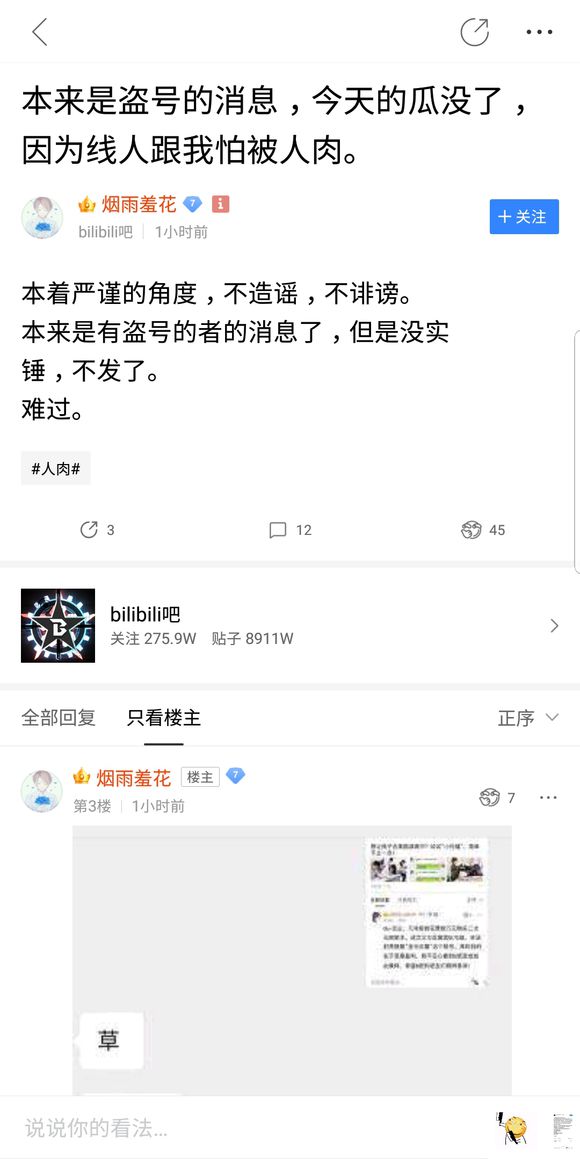 本来是盗号的消息，今天的瓜没了，
因为线人跟我怕被人肉。
烟雨羞花 7
bilibili吧 1小时前
+ 关注
本着严谨的角度，不造谣，不诽谤。
本来是有盗号的者的消息了，但是没实
锤，不发了。
难过。
#人肉#
3 12 45
bilibili吧
关注 275.9W 贴子 8911W
全部回复 只看楼主 正序
烟雨羞花 楼主 7
第3楼 1小时前
7
草
说说你的看法...